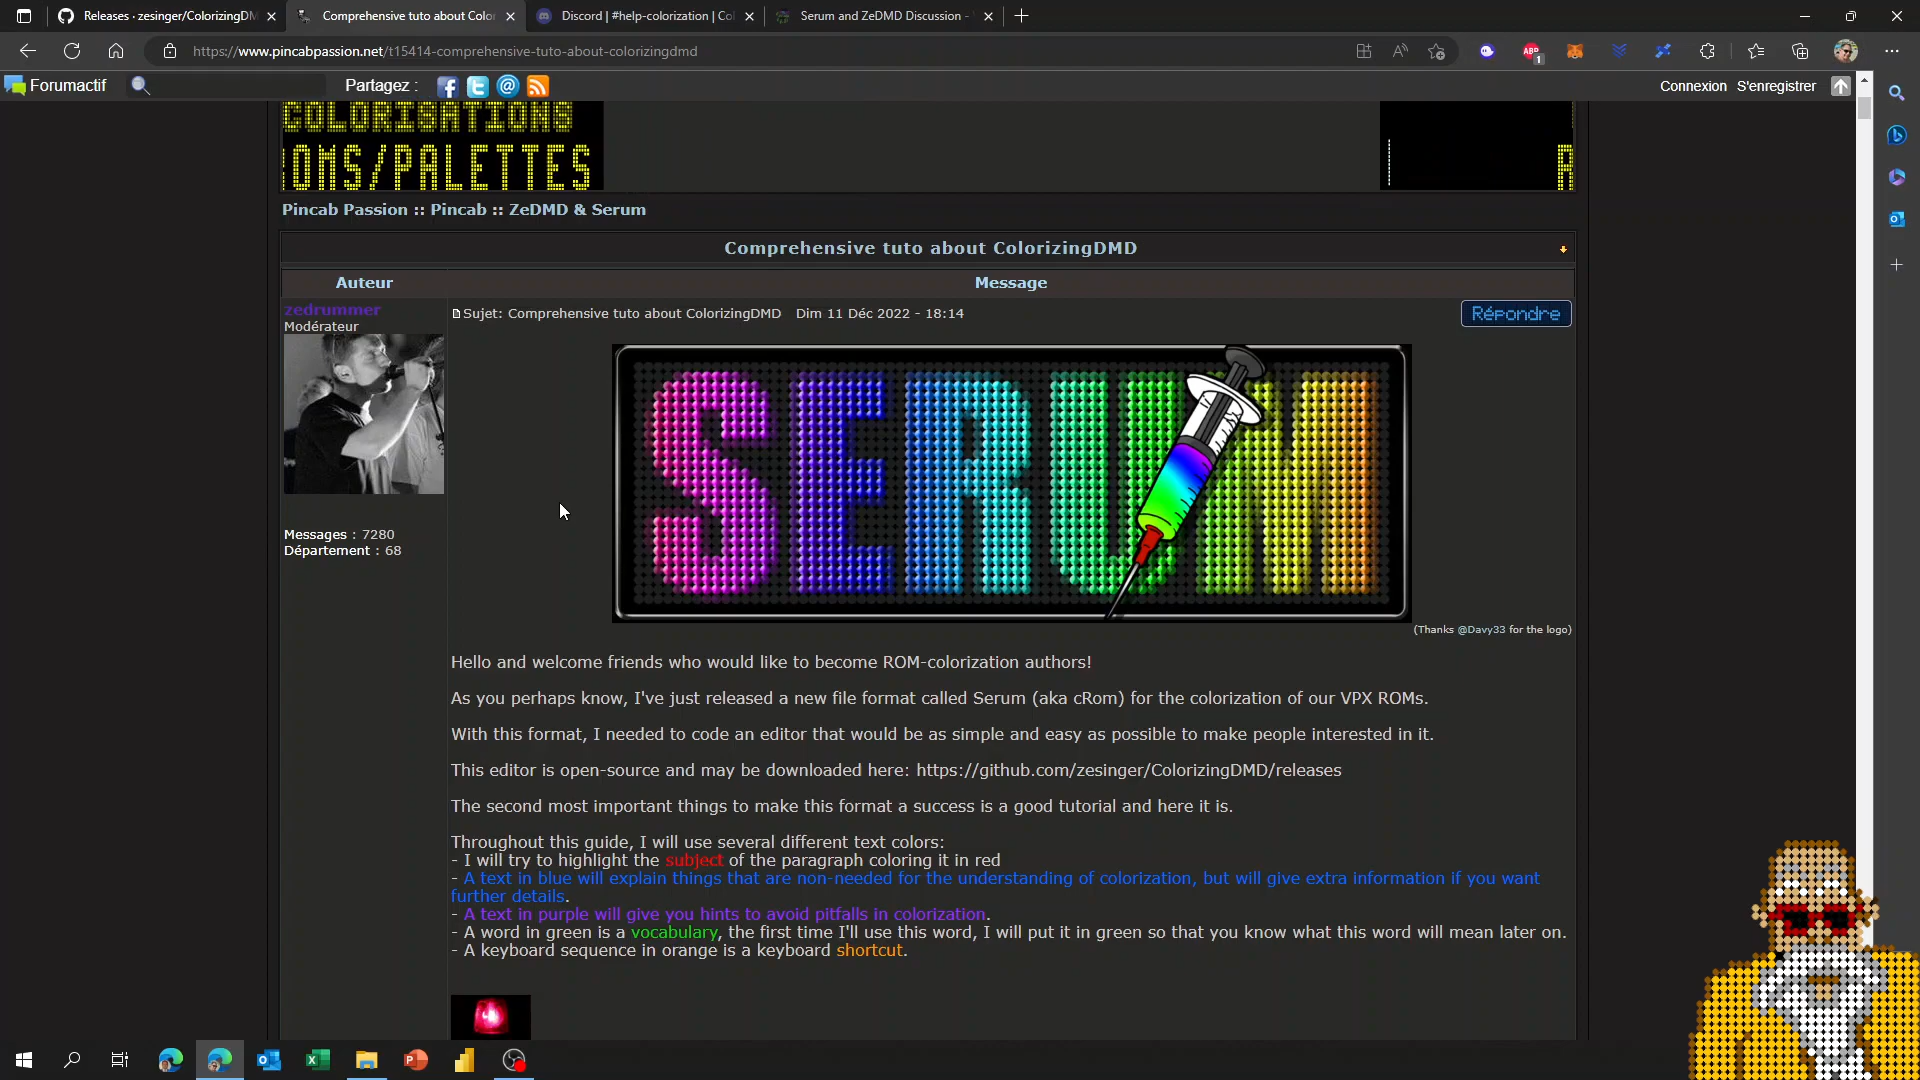 Releases · zesinger/ColorizingDM
Comprehensive tuto about Color
Discord | #help-colorization | Co
Serum and ZeDMD Discussion -
https://www.pincabpassion.net/t15414-comprehensive-tuto-about-colorizingdmd
ABP
1
Forumactif
Partagez :
Connexion S'enregistrer
COLORISATIONS
OMS/PALETTES
Pincab Passion :: Pincab :: ZeDMD & Serum
Comprehensive tuto about ColorizingDMD
Auteur
Message
zedrummer
Modérateur
Sujet: Comprehensive tuto about ColorizingDMD Dim 11 Déc 2022 - 18:14
Répondre
SERUM
Messages : 7280
Département : 68
(Thanks @Davy33 for the logo)
Hello and welcome friends who would like to become ROM-colorization authors!
As you perhaps know, I've just released a new file format called Serum (aka cRom) for the colorization of our VPX ROMs.
With this format, I needed to code an editor that would be as simple and easy as possible to make people interested in it.
This editor is open-source and may be downloaded here: https://github.com/zesinger/ColorizingDMD/releases
The second most important things to make this format a success is a good tutorial and here it is.
Throughout this guide, I will use several different text colors:
- I will try to highlight the subject of the paragraph coloring it in red
- A text in blue will explain things that are non-needed for the understanding of colorization, but will give extra information if you want
further details.
- A text in purple will give you hints to avoid pitfalls in colorization.
- A word in green is a vocabulary, the first time I'll use this word, I will put it in green so that you know what this word will mean later on.
- A keyboard sequence in orange is a keyboard shortcut.